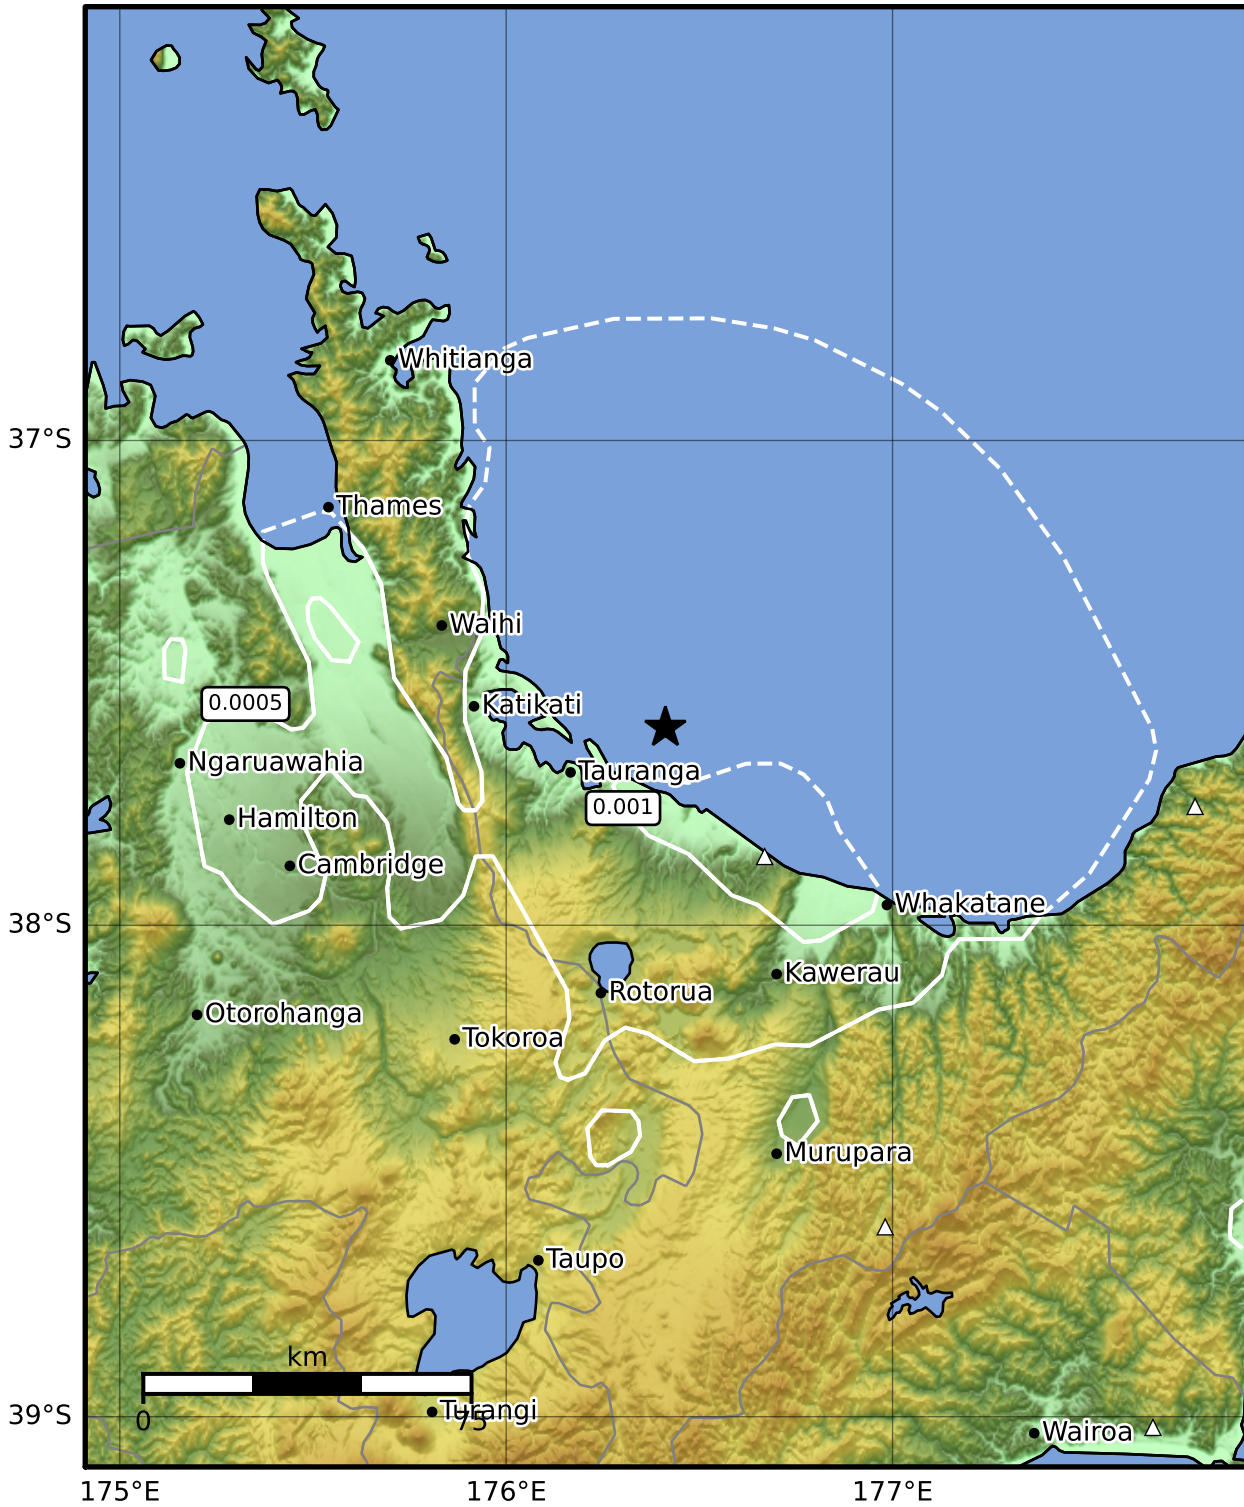 Whitianga
37°S
Thames
Waihi
0.0005
Katikati
Ngaruawahia
Tauranga
0.001
Hamilton
Cambridge
Whakatane
38°S
Kawerau
Rotorua
Otorohanga
Tokoroa
Murupara
Taupo
km
0
75
39°S
Turangi
Wairoa
175°E
176°E
177°E